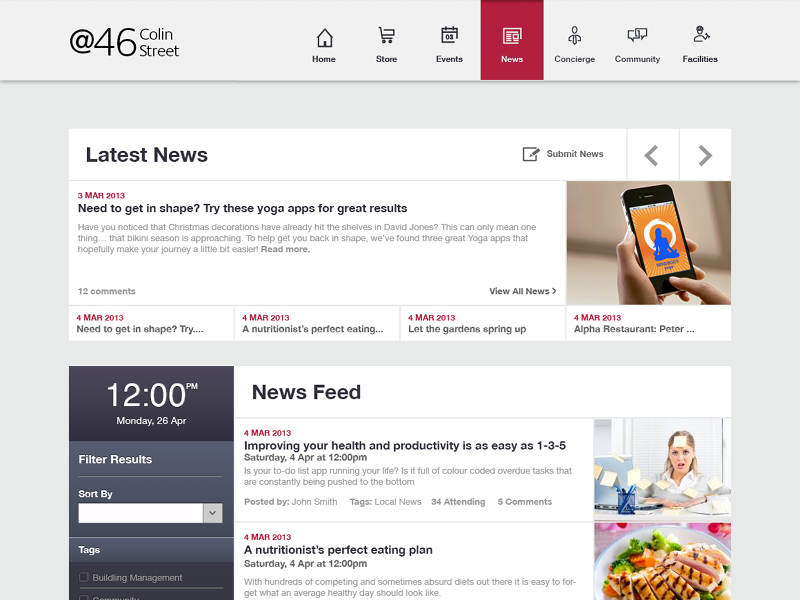 @46 Colin Street
Home
Store
03
Events
News
Concierge
Community
Facilities
Latest News
Submit News
3 MAR 2013
Need to get in shape? Try these yoga apps for great results
Have you noticed that Christmas decorations have already hit the shelves in David Jones? This can only mean one
thing... that bikini season is approaching. To help get you back in shape, we've found three great Yoga apps that
hopefully make your journey a little bit easier! Read more.
12 comments
View All News
MINDBODY
yoga
4 MAR 2013
Need to get in shape? Try....
4 MAR 2013
A nutritionist's perfect eating...
4 MAR 2013
Let the gardens spring up
4 MAR 2013
Alpha Restaurant: Peter ...
12:00 PM
Monday, 26 Apr
Filter Results
Sort By
Tags
Buildling Management
Community
News Feed
4 MAR 2013
Improving your health and productivity is as easy as 1-3-5
Saturday, 4 Apr at 12:00pm
Is your to-do list app running your life? Is it full of colour coded overdue tasks that
are constantly being pushed to the bottom
Posted by: John Smith Tags: Local News 34 Attending 5 Comments
4 MAR 2013
A nutritionist's perfect eating plan
Saturday, 4 Apr at 12:00pm
With hundreds of competing and sometimes absurd diets out there it is easy to for-
get what an average healthy day should look like.